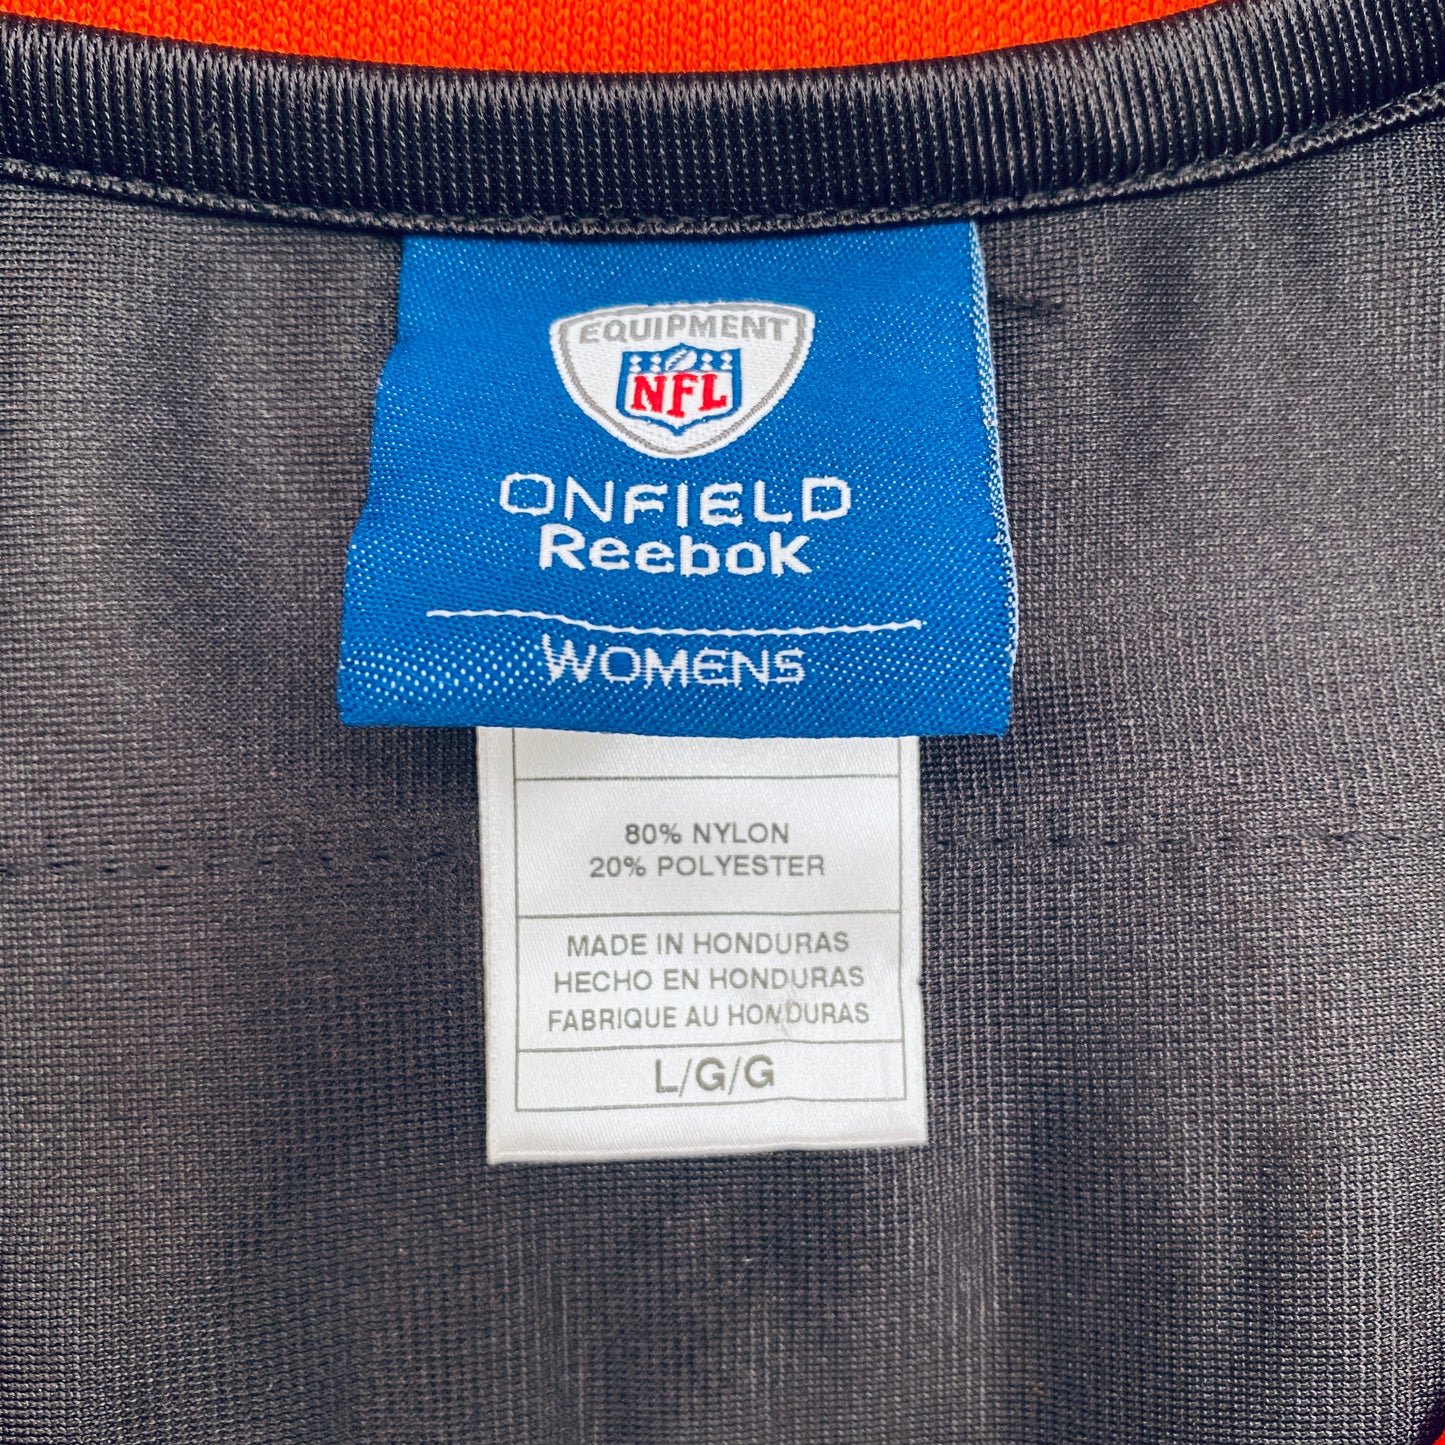 EQUIPMENT
NFL
ONFIELD
Reebok
WOMENS
80% NYLON
20% POLYESTER
MADE IN HONDURAS
HECHO EN HONDURAS
FABRIQUE AU HONDURAS
L/G/G